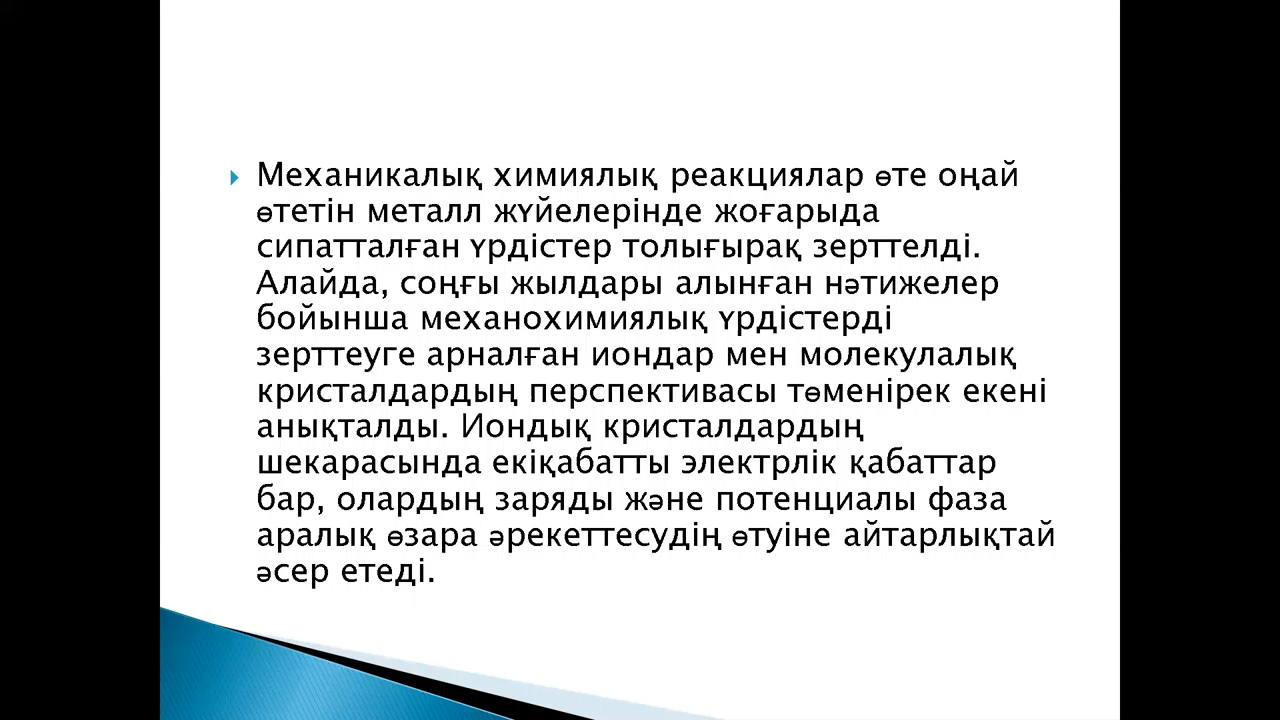 Механикалық химиялық реакциялар өте оңай
өтетін металл жүйелерінде жоғарыда
сипатталған үрдістер толығырақ зерттелді.
Алайда, соңғы жылдары алынған нәтижелер
бойынша механохимиялық үрдістерді
зерттеуге арналған иондар мен молекулалық
кристалдардың перспективасы төменірек екені
анықталды. Иондық кристалдардың
шекарасында екіқабатты электрлік қабаттар
бар, олардың заряды және потенциалы фаза
аралық өзара әрекеттесудің өтуіне айтарлықтай
әсер етеді.